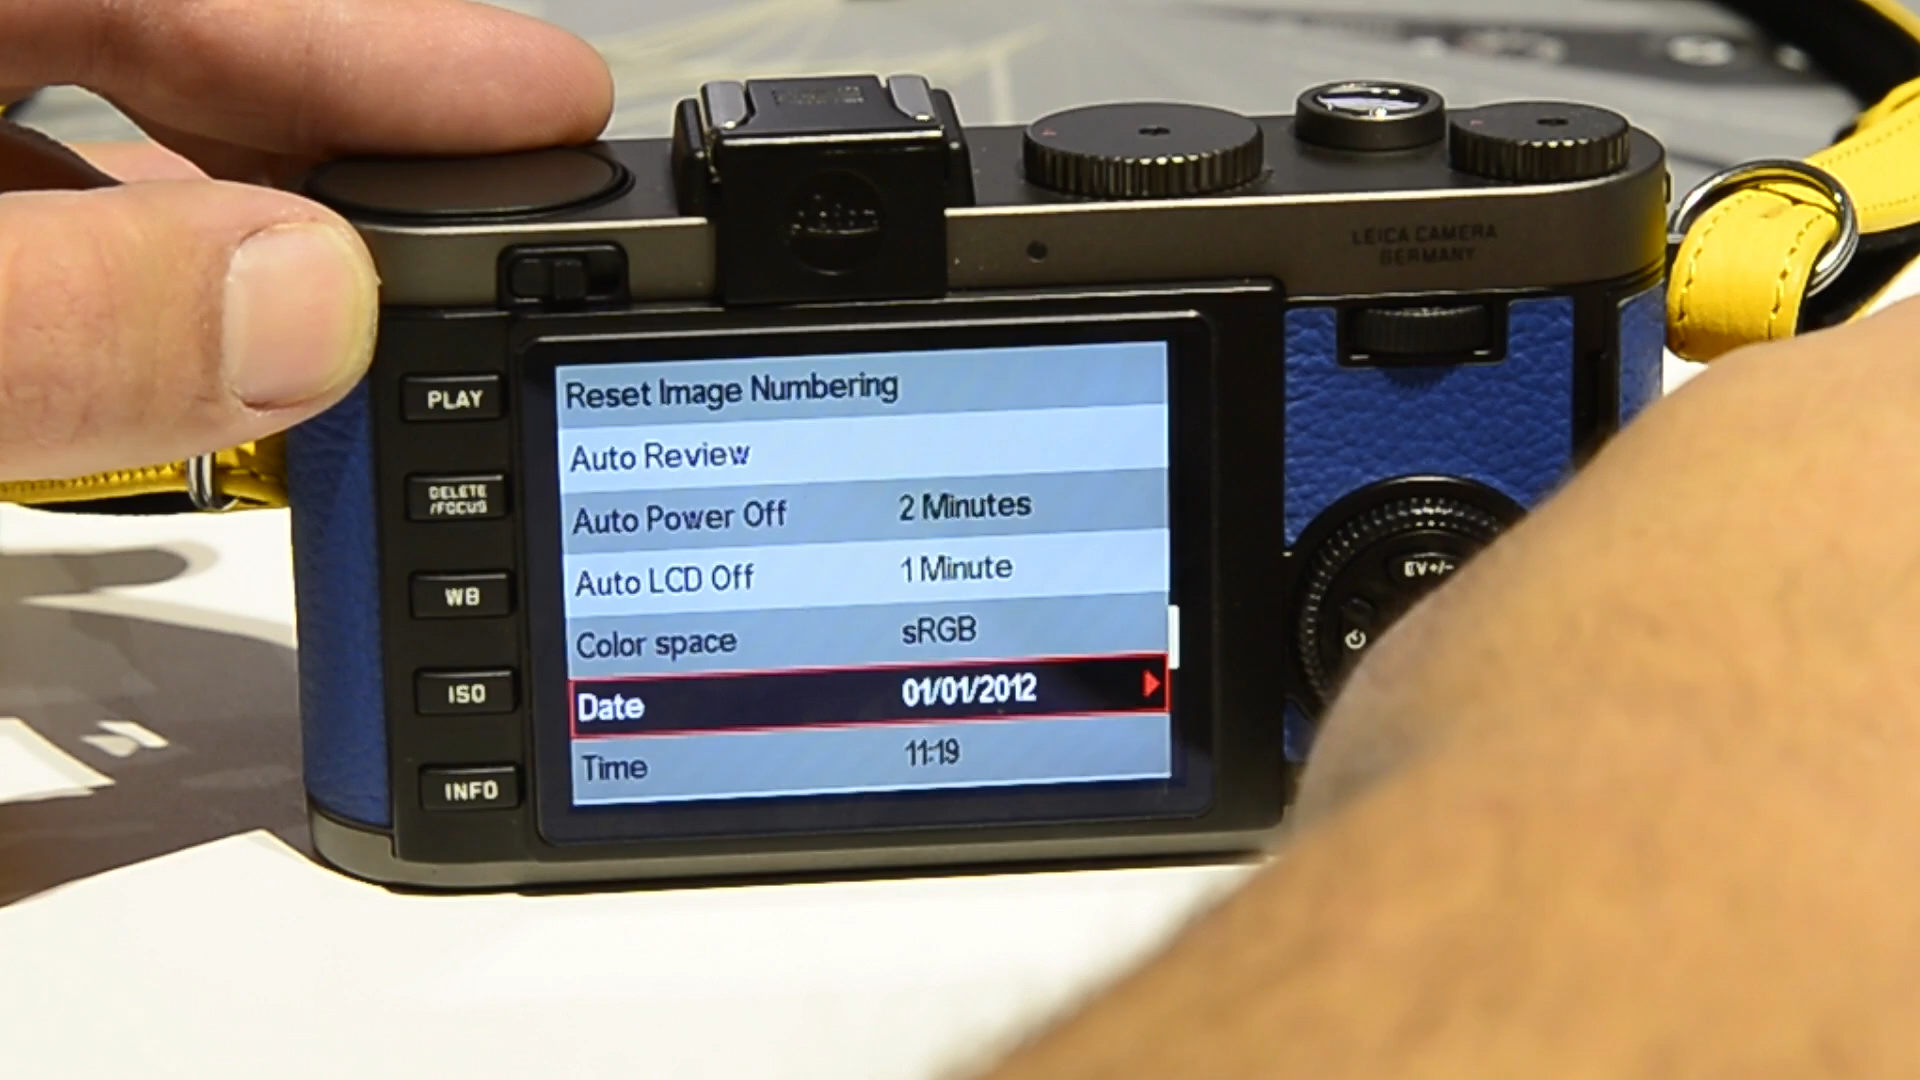 LEICA CAMERA
GERMANY
PLAY
DELETE
/FOCUS
WB
ISO
INFO
Reset Image Numbering
Auto Review
Auto Power Off 2 Minutes
Auto LCD Off 1 Minute
Color space sRGB
Date 01/01/2012
Time 11:19
EV+/-